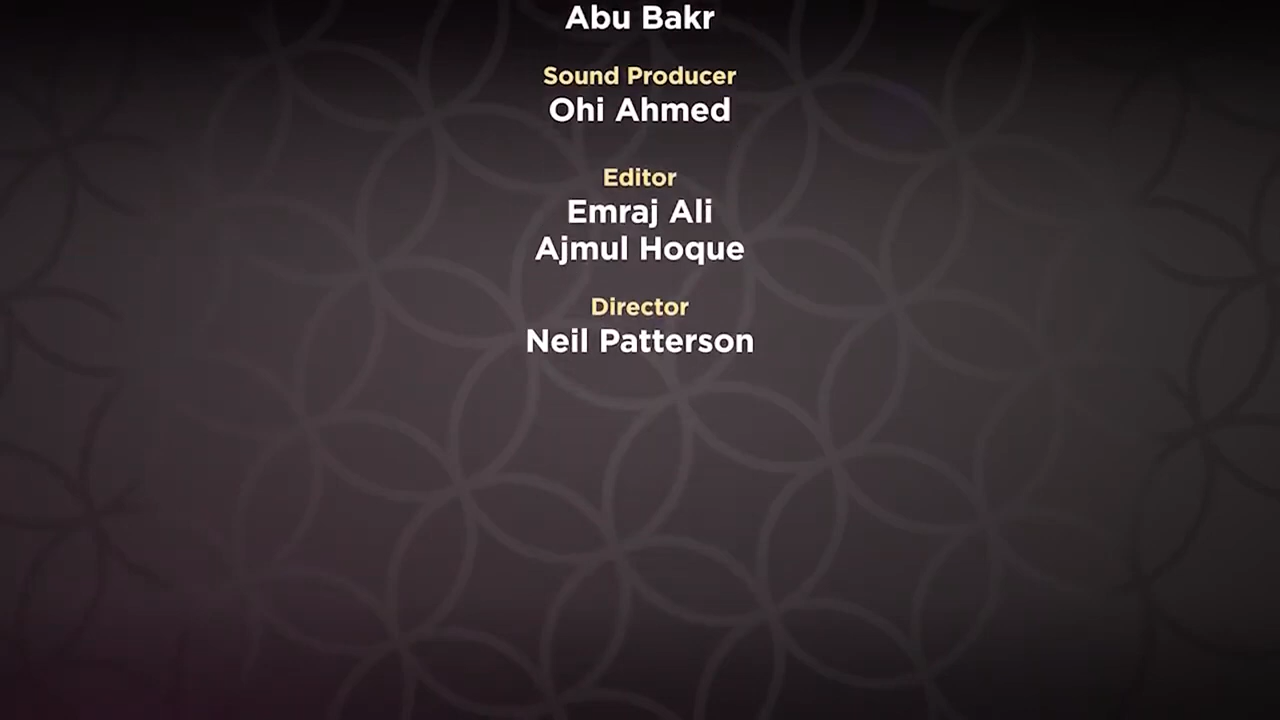 Abu Bakr
Sound Producer
Ohi Ahmed
Editor
Emraj Ali
Ajmul Hoque
Director
Neil Patterson